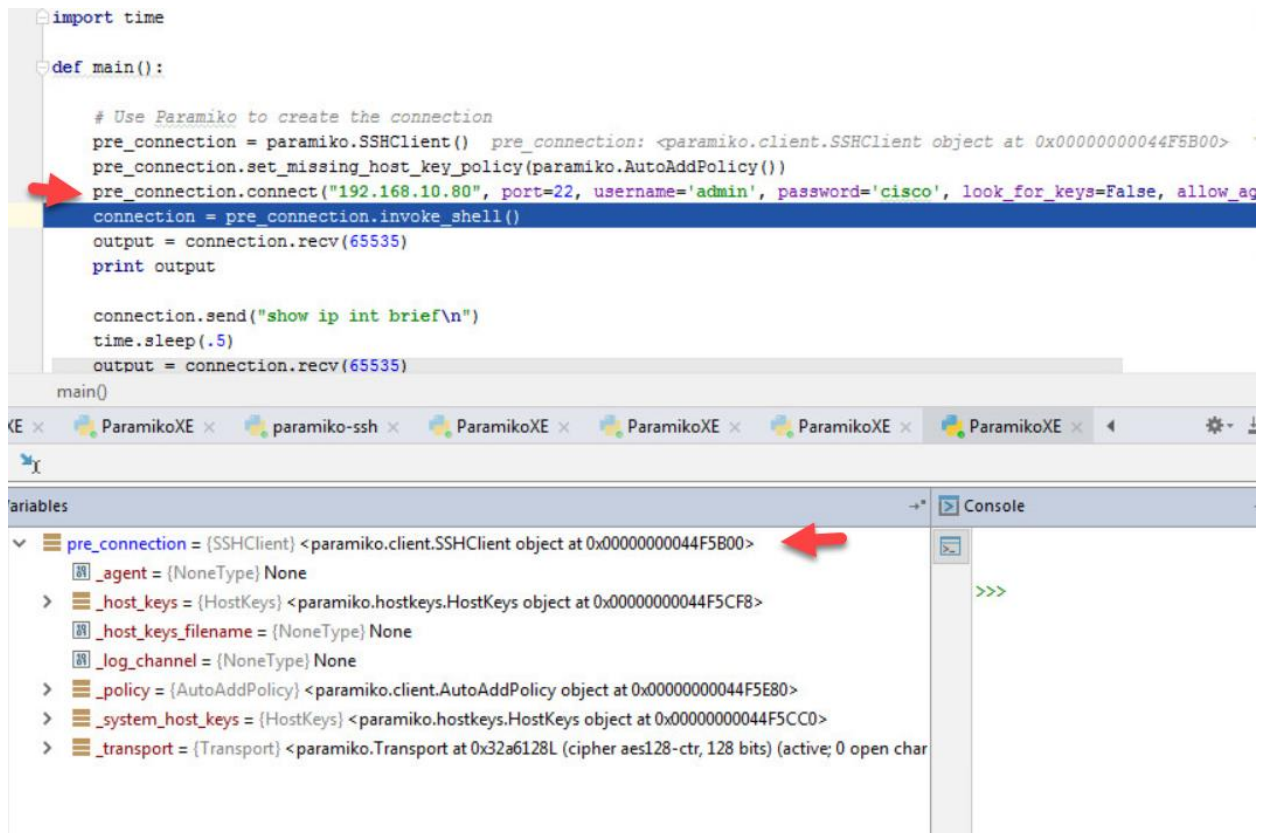 import time
def main():
# Use Paramiko to create the connection
pre_connection = paramiko.SSHClient()  pre_connection: <paramiko.client.SSHClient object at 0x00000000044F5B00>
pre_connection.set_missing_host_key_policy(paramiko.AutoAddPolicy())
pre_connection.connect("192.168.10.80", port=22, username='admin', password='cisco', look_for_keys=False, allow_ag
connection = pre_connection.invoke_shell()
output = connection.recv(65535)
print output
connection.send("show ip int brief\n")
time.sleep(.5)
output = connection.recv(65535)
main()
XE × ParamikoXE × paramiko-ssh × ParamikoXE × ParamikoXE × ParamikoXE × ParamikoXE ×
Variables
Console
pre_connection = {SSHClient} <paramiko.client.SSHClient object at 0x00000000044F5B00>
_agent = {NoneType} None
>>>
_host_keys = {HostKeys} <paramiko.hostkeys.HostKeys object at 0x00000000044F5CF8>
_host_keys_filename = {NoneType} None
_log_channel = {NoneType} None
_policy = {AutoAddPolicy} <paramiko.client.AutoAddPolicy object at 0x00000000044F5E80>
_system_host_keys = {HostKeys} <paramiko.hostkeys.HostKeys object at 0x00000000044F5CC0>
_transport = {Transport} <paramiko.Transport at 0x32a6128L (cipher aes128-ctr, 128 bits) (active; 0 open char